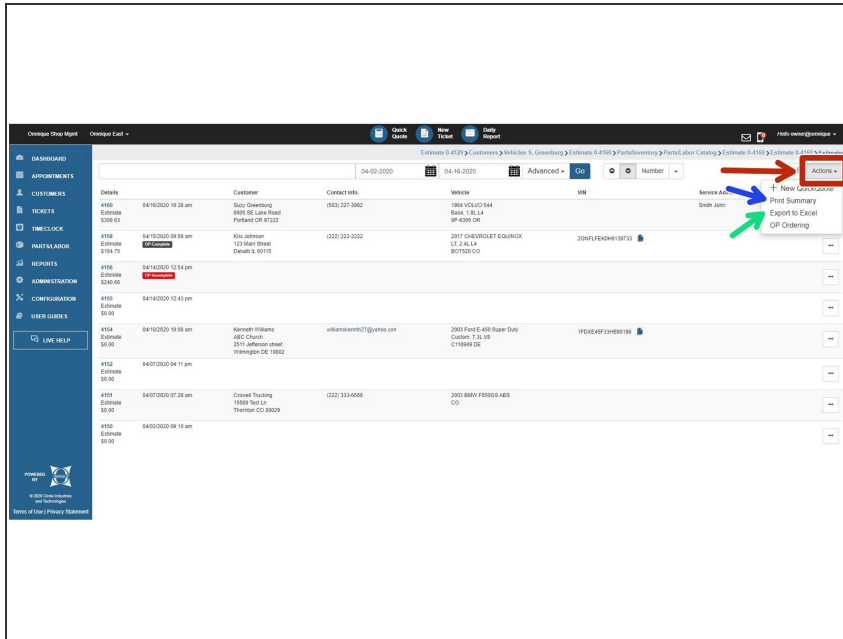 Omnique Shop Mgmt Omnique East
Quick Quote
New Ticket
Daily Report
Hello owner@omnique
DASHBOARD
APPOINTMENTS
CUSTOMERS
TICKETS
TIMECLOCK
PARTS/LABOR
REPORTS
ADMINISTRATION
CONFIGURATION
USER GUIDES
LIVE HELP
POWERED BY
© 2020 Circle Industries
and Technologies
Terms of Use | Privacy Statement
Estimate 0-4129 > Customers > Vehicles S. Greenburg > Estimate 0-4160 > Parts/Inventory > Parts/Labor Catalog > Estimate 0-4160 > Estimate 0-4160 > Estimate
04-02-2020 04-16-2020 Advanced Go Number Actions
+ New QuickQuote
Print Summary
Export to Excel
OP Ordering
Details Customer Contact Info. Vehicle VIN
4160 04/16/2020 10:38 am Suzy Greenburg (503) 227-3962 1964 VOLVO 544 Smith John
Estimate 6805 SE Lake Road Base, 1.8L L4
$309.63 Portland OR 97222 9P-6305 OR
4158 04/15/2020 09:56 am Kris Johnson (222) 222-2222 2017 CHEVROLET EQUINOX 2GNFLFEK0H6139733
Estimate OP-Complete 123 Main Street LT, 2.4L L4
$184.75 Dekalb IL 60115 BOT520 CO
4156 04/14/2020 12:54 pm
Estimate OP-Incomplete
$240.66
4155 04/14/2020 12:43 pm
Estimate
$0.00
4154 04/10/2020 10:08 am Kenneth Williams williamskennth27@yahoo.con 2003 Ford E-450 Super Duty 1FDXE45F33HB90186
Estimate ABC Church Custom, 7.3L V8
$0.00 2511 Jefferson street C110949 DE
Wilmington DE 19802
4152 04/07/2020 04:11 pm
Estimate
$0.00
4151 04/07/2020 07:28 am Crowell Trucking (222) 333-6666 2003 BMW F650GS ABS
Estimate 15589 Test Ln CO
$0.00 Thornton CO 80029
4150 04/03/2020 09:10 am
Estimate
$0.00